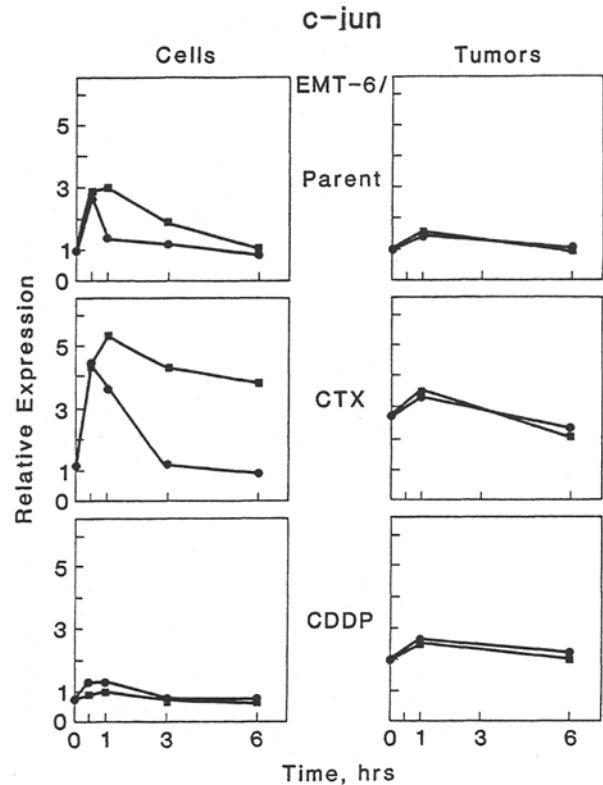 c-jun
Cells
Tumors
EMT-6/
Parent
CTX
CDDP
Relative Expression
5
3
1
0
5
3
1
0
5
3
1
0
0 1 3 6
0 1 3 6
Time, hrs